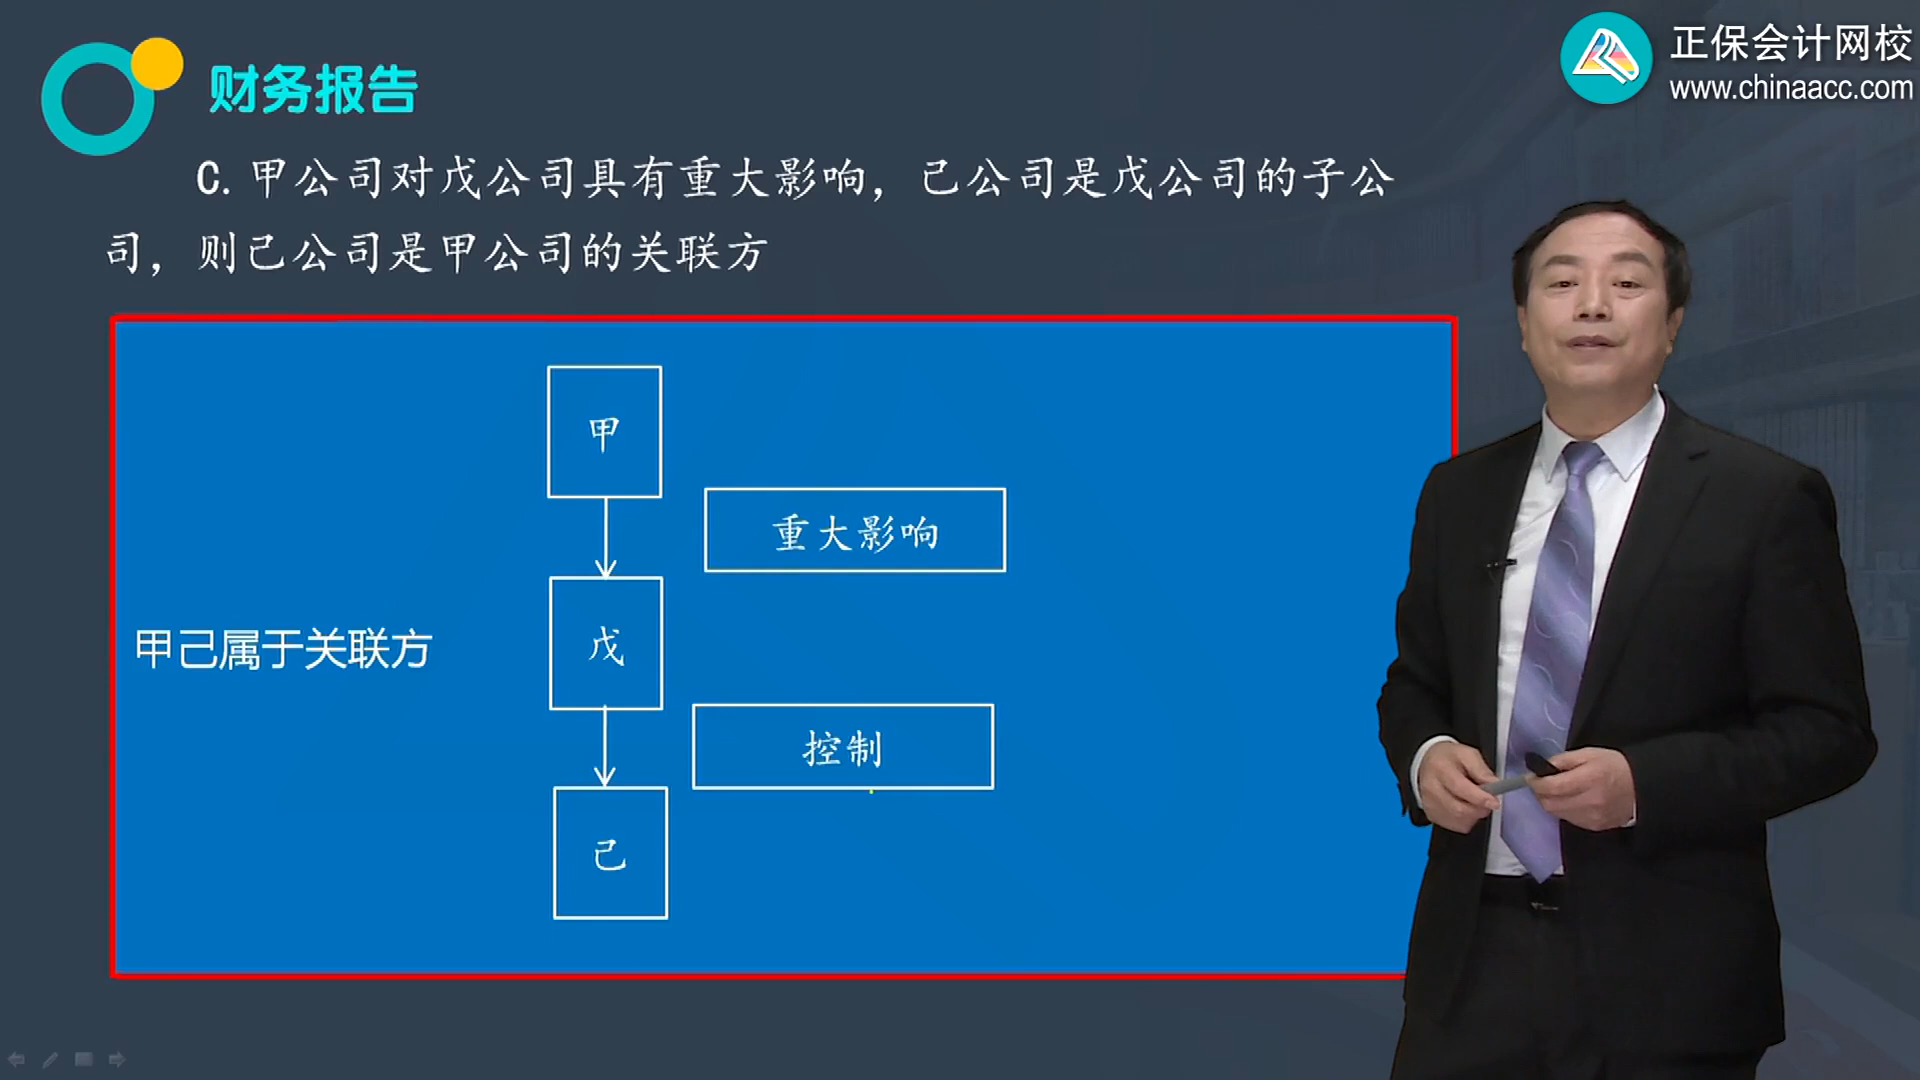 财务报告
正保会计网校
www.chinaacc.com
C. 甲公司对戊公司具有重大影响，己公司是戊公司的子公
司，则己公司是甲公司的关联方
甲
重大影响
甲己属于关联方
戊
控制
己